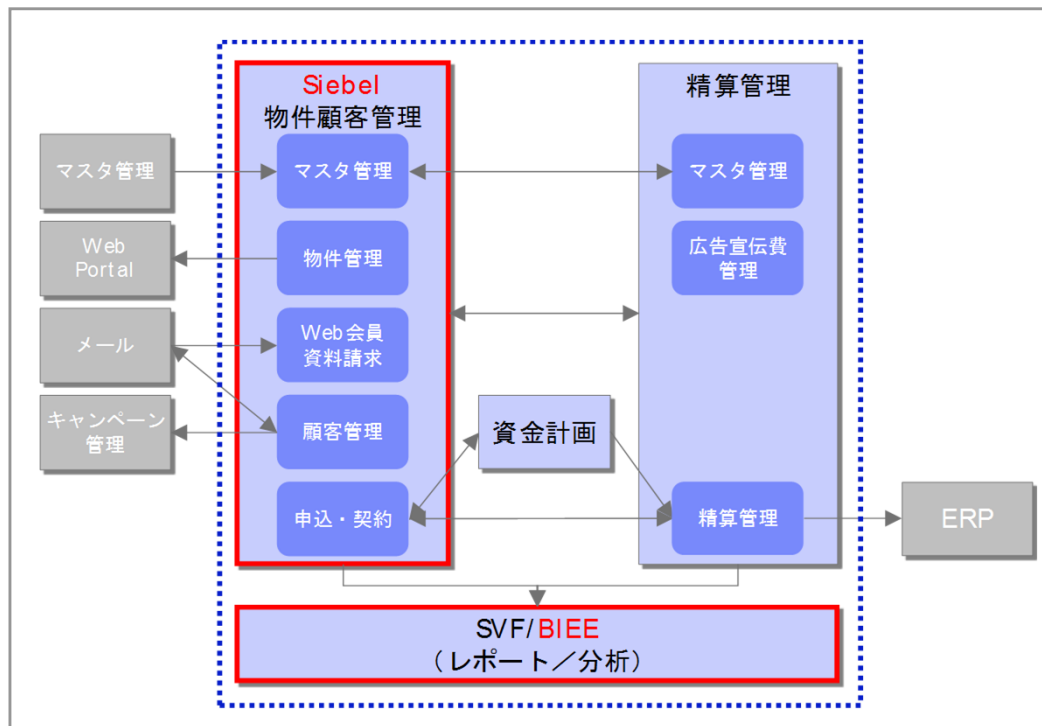 Siebel
物件顧客管理
マスタ管理
物件管理
Web会員
資料請求
顧客管理
申込・契約
精算管理
マスタ管理
広告宣伝費
管理
精算管理
マスタ管理
Web
Portal
メール
キャンペーン
管理
資金計画
ERP
SVF/BIEE
（レポート／分析）